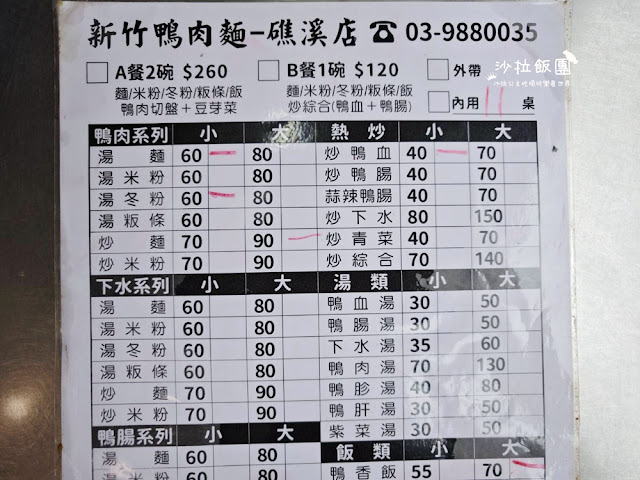 新竹鴨肉麵-礁溪店 ☎ 03-9880035
沙拉飯團
A餐2碗 $260
麵/米粉/冬粉/粄條/飯
鴨肉切盤＋豆芽菜
B餐1碗 $120
麵/米粉/冬粉/粄條/飯
炒綜合(鴨血＋鴨腸)
外帶
內用 11 桌
鴨肉系列 小 大
湯麵 60 80
湯米粉 60 80
湯冬粉 60 80
湯粄條 60 80
炒麵 70 90
炒米粉 70 90
下水系列 小 大
湯麵 60 80
湯米粉 60 80
湯冬粉 60 80
湯粄條 60 80
炒麵 70 90
炒米粉 70 90
鴨腸系列 小 大
湯麵 60 80
湯米粉 60 80
熱炒 小 大
炒鴨血 40 70
炒鴨腸 40 70
蒜辣鴨腸 40 70
炒下水 80 150
炒青菜 40 70
炒綜合 70 140
湯類 小 大
鴨血湯 30 50
鴨腸湯 30 50
下水湯 35 60
鴨肉湯 70 130
鴨胗湯 40 80
鴨肝湯 30 50
紫菜湯 30 50
飯類 小 大
鴨香飯 55 70